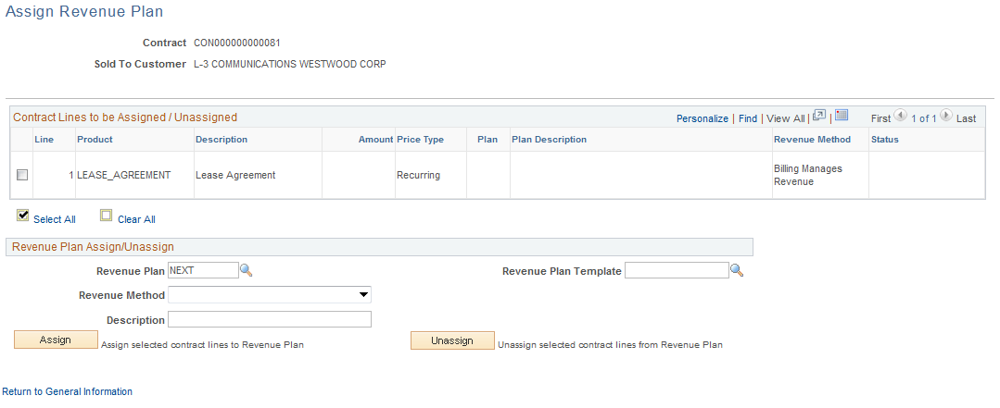 Assign Revenue Plan
Contract CON000000000081
Sold To Customer L-3 COMMUNICATIONS WESTWOOD CORP
Contract Lines to be Assigned / Unassigned Personalize | Find | View All | | First 1 of 1 Last
Line Product Description Amount Price Type Plan Plan Description Revenue Method Status
1 LEASE_AGREEMENT Lease Agreement Recurring Billing Manages
Revenue
Select All Clear All
Revenue Plan Assign/Unassign
Revenue Plan NEXT Revenue Plan Template
Revenue Method
Description
Assign Assign selected contract lines to Revenue Plan Unassign Unassign selected contract lines from Revenue Plan
Return to General Information